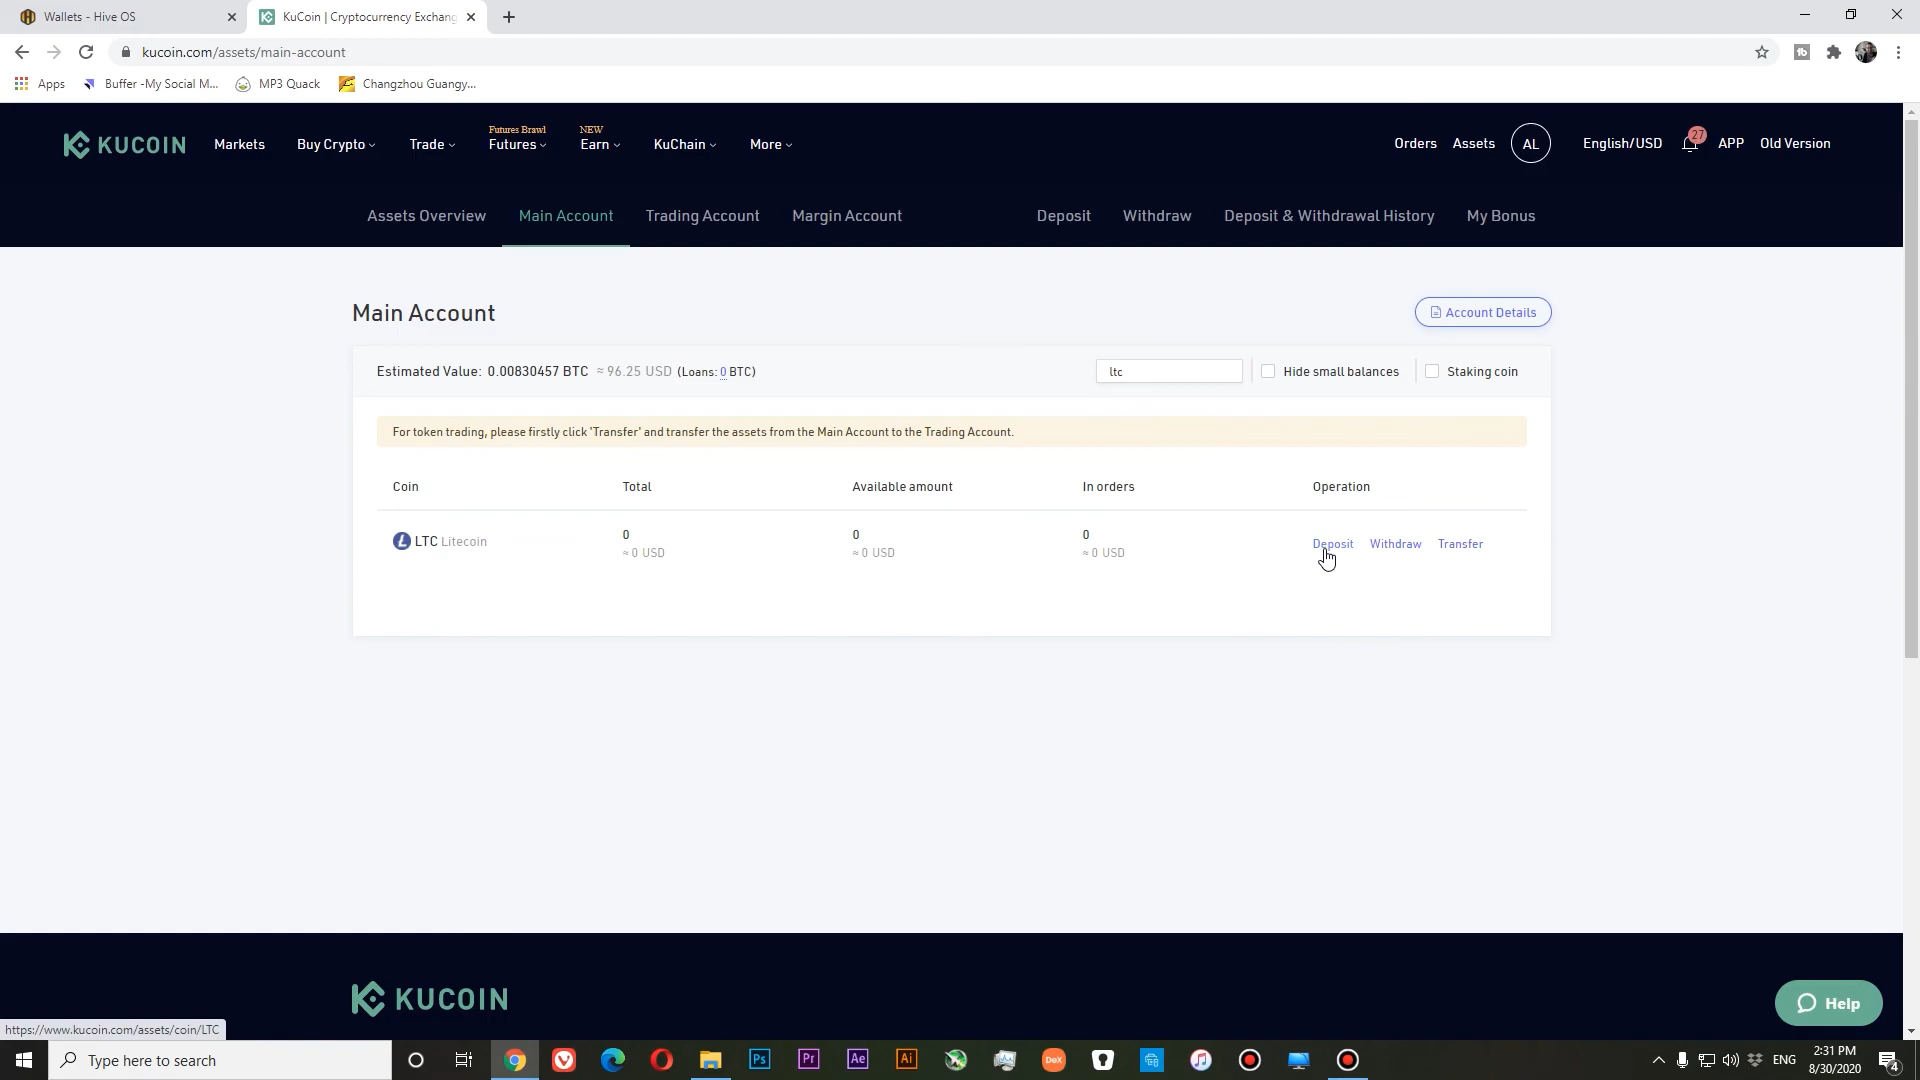 Wallets - Hive OS
KuCoin | Cryptocurrency Exchang
kucoin.com/assets/main-account
Apps
Buffer -My Social M...
MP3 Quack
Changzhou Guangy...
KUCOIN
Markets
Buy Crypto
Trade
Futures Brawl
Futures
NEW
Earn
KuChain
More
Orders
Assets
AL
English/USD
27
APP
Old Version
Assets Overview
Main Account
Trading Account
Margin Account
Deposit
Withdraw
Deposit & Withdrawal History
My Bonus
Main Account
Account Details
Estimated Value: 0.00830457 BTC ≈ 96.25 USD (Loans: 0 BTC)
ltc
Hide small balances
Staking coin
For token trading, please firstly click 'Transfer' and transfer the assets from the Main Account to the Trading Account.
Coin
Total
Available amount
In orders
Operation
LTC Litecoin
0
≈ 0 USD
0
≈ 0 USD
0
≈ 0 USD
Deposit
Withdraw
Transfer
KUCOIN
Help
https://www.kucoin.com/assets/coin/LTC
Type here to search
Ps
Pr
Ae
Ai
DeX
ENG
2:31 PM
8/30/2020
4